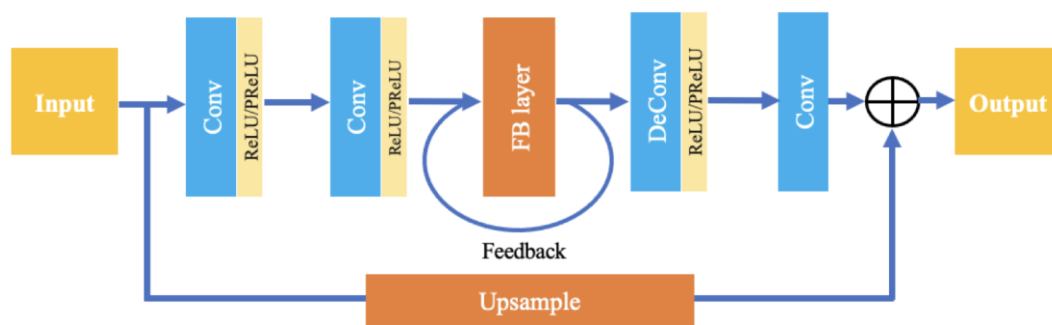 Input
Conv
ReLU/PReLU
Conv
ReLU/PReLU
FB layer
DeConv
ReLU/PReLU
Conv
Output
Feedback
Upsample